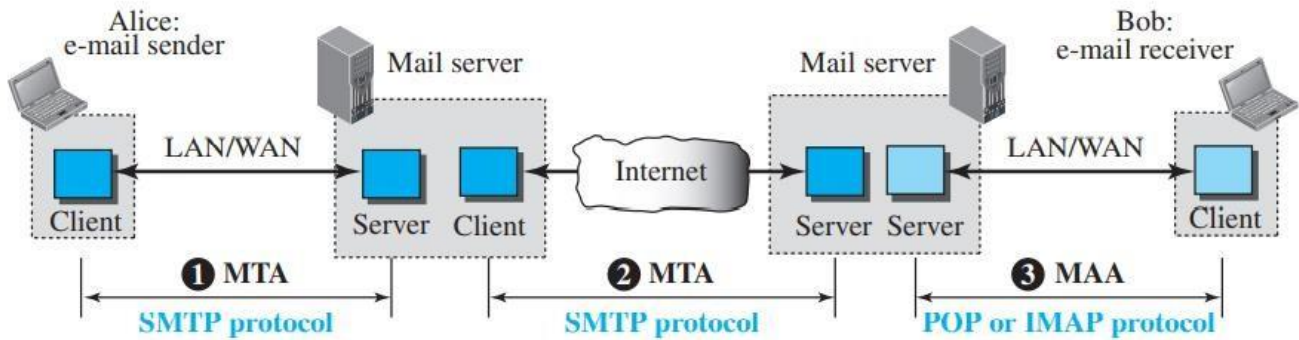 Alice:
e-mail sender
Mail server
Mail server
Bob:
e-mail receiver
LAN/WAN
Internet
LAN/WAN
Client
Server
Client
Server
Server
Client
1 MTA
2 MTA
3 MAA
SMTP protocol
SMTP protocol
POP or IMAP protocol